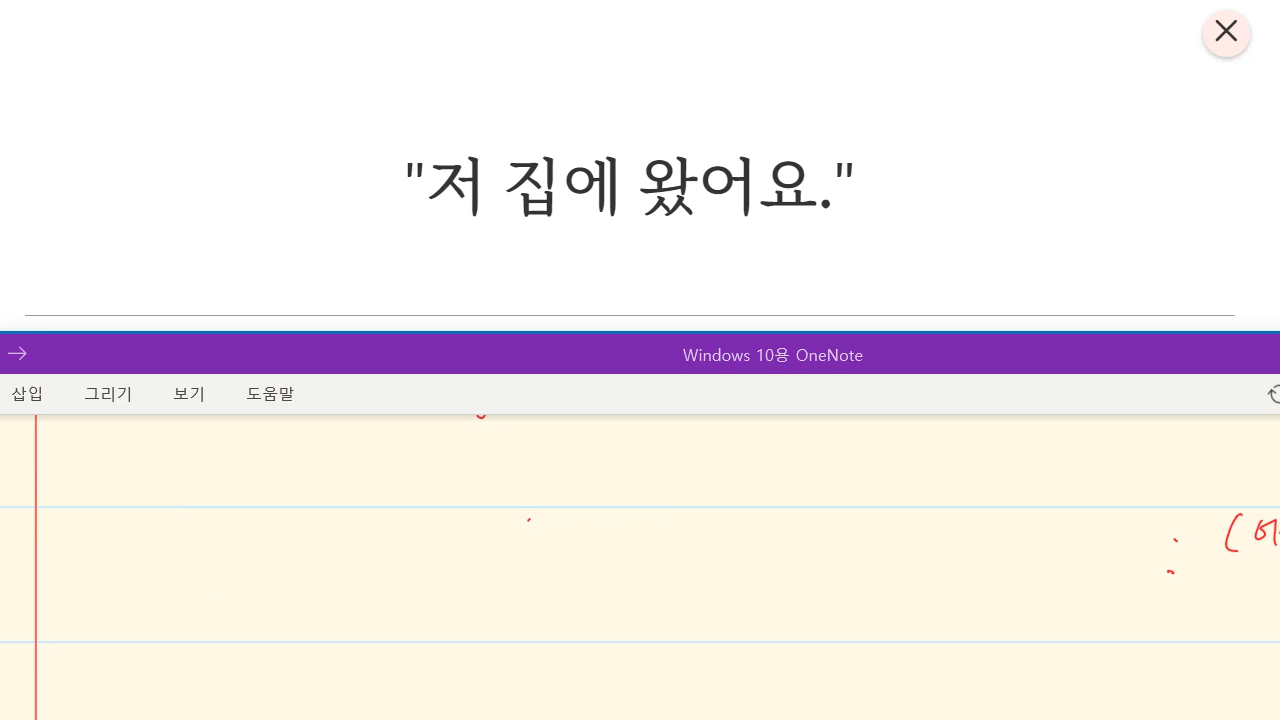 "저 집에 왔어요."
Windows 10용 OneNote
삽입 그리기 보기 도움말